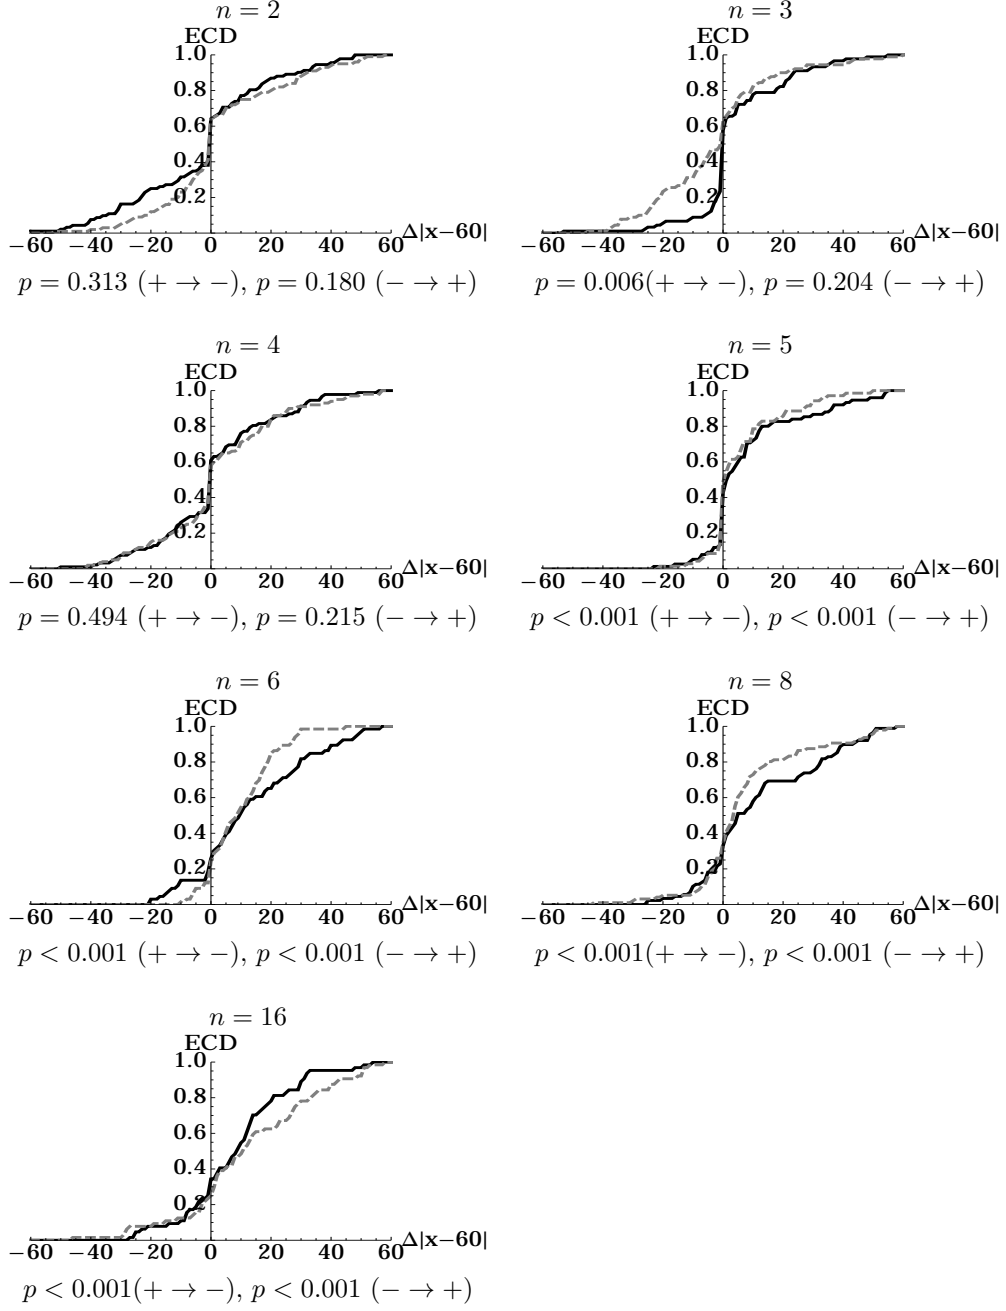 n = 2
ECD
1.0
0.8
0.6
0.4
0.2
−60 −40 −20 0 20 40 60 Δ|x−60|
p = 0.313 (+ → −), p = 0.180 (− → +)
n = 3
ECD
1.0
0.8
0.6
0.4
0.2
−60 −40 −20 0 20 40 60 Δ|x−60|
p = 0.006(+ → −), p = 0.204 (− → +)
n = 4
ECD
1.0
0.8
0.6
0.4
0.2
−60 −40 −20 0 20 40 60 Δ|x−60|
p = 0.494 (+ → −), p = 0.215 (− → +)
n = 5
ECD
1.0
0.8
0.6
0.4
0.2
−60 −40 −20 0 20 40 60 Δ|x−60|
p < 0.001 (+ → −), p < 0.001 (− → +)
n = 6
ECD
1.0
0.8
0.6
0.4
0.2
−60 −40 −20 0 20 40 60 Δ|x−60|
p < 0.001 (+ → −), p < 0.001 (− → +)
n = 8
ECD
1.0
0.8
0.6
0.4
0.2
−60 −40 −20 0 20 40 60 Δ|x−60|
p < 0.001(+ → −), p < 0.001 (− → +)
n = 16
ECD
1.0
0.8
0.6
0.4
0.2
−60 −40 −20 0 20 40 60 Δ|x−60|
p < 0.001(+ → −), p < 0.001 (− → +)